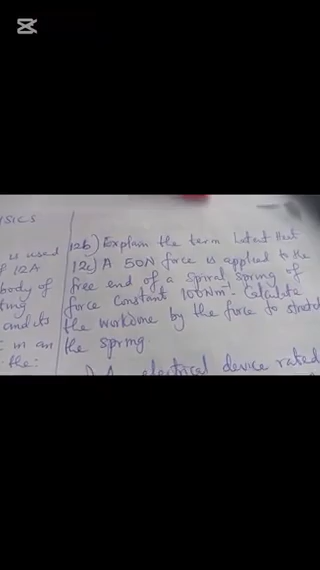 SICS
is used
12A
body of
ting
and its
in an
the:
12b) Explain the term Latent Heat
12c) A 50N force is applied to the
free end of a spiral spring of
force constant 100Nm⁻¹. Calculate
the workdone by the force to stretch
the spring.
electrical device rated